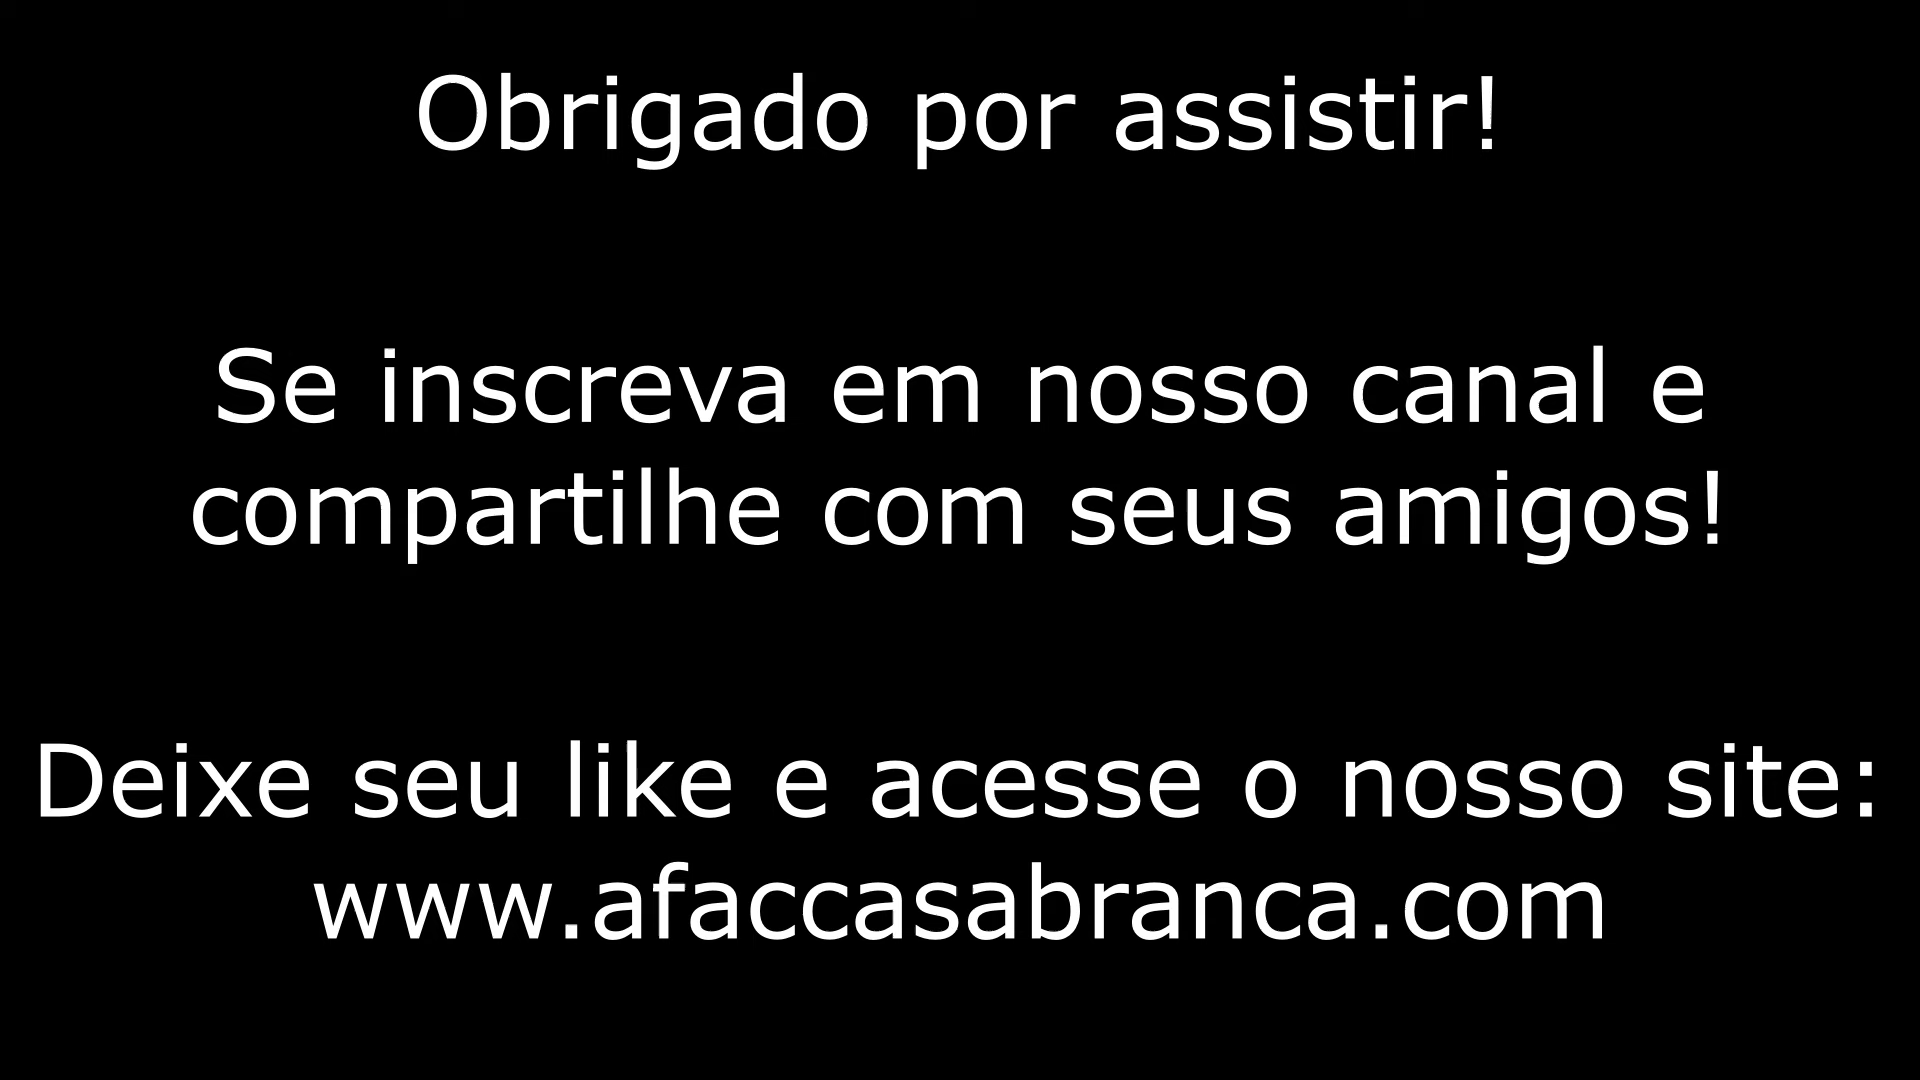 Obrigado por assistir!
Se inscreva em nosso canal e
compartilhe com seus amigos!
Deixe seu like e acesse o nosso site:
www.afaccasabranca.com